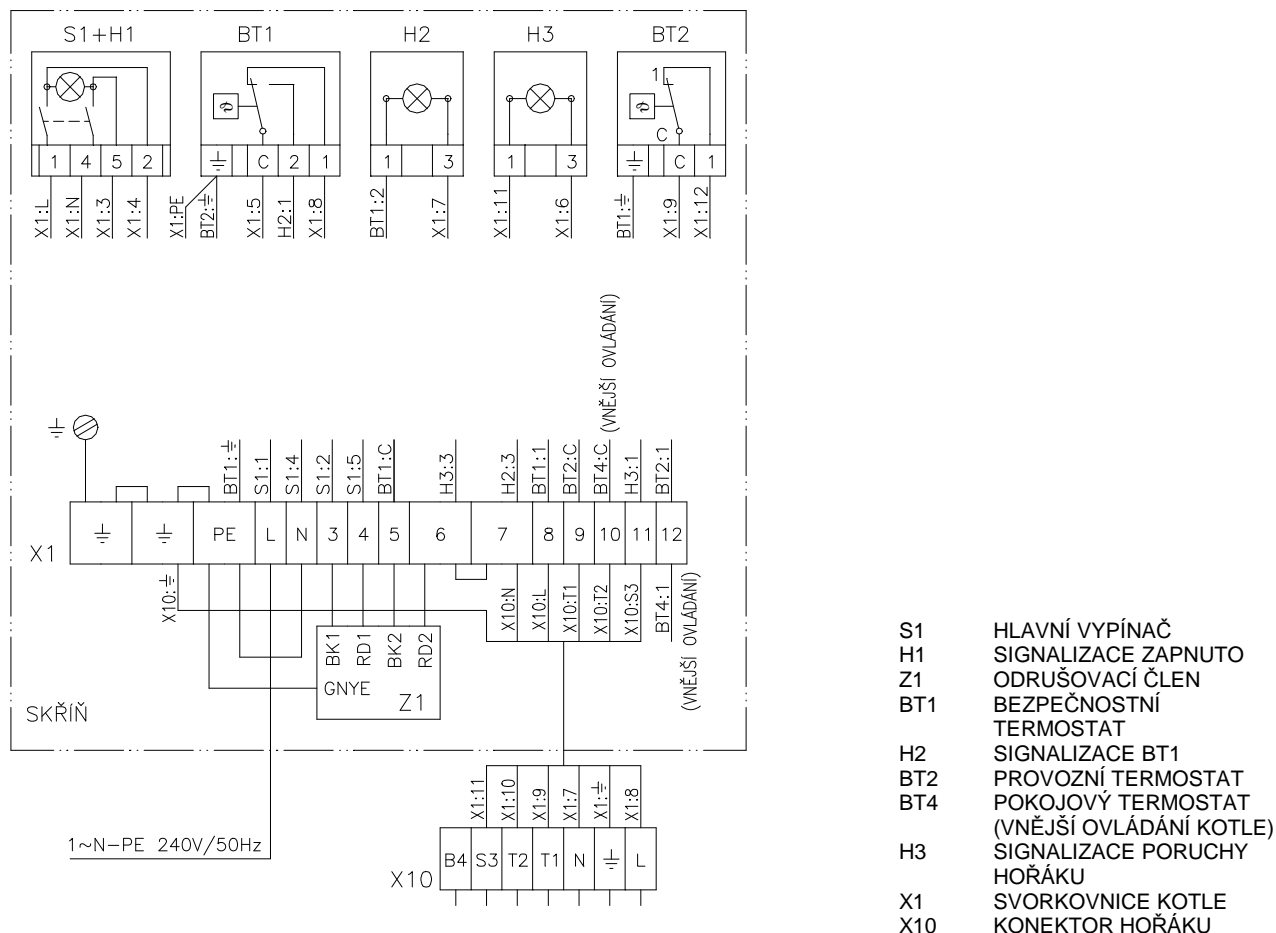 S1+H1 BT1 H2 H3 BT2
1
ϑ ϑ
C
1 4 5 2 C 2 1 1 3 1 3 C 1
X1:L X1:N X1:3 X1:4 X1:PE BT2:⏚ X1:5 H2:1 X1:8 BT1:2 X1:7 X1:11 X1:6 BT1:⏚ X1:9 X1:12
(VNĚJŠÍ OVLÁDÁNÍ)
BT1:⏚ S1:1 S1:4 S1:2 S1:5 BT1:C H3:3 H2:3 BT1:1 BT2:C BT4:C H3:1 BT2:1
PE L N 3 4 5 6 7 8 9 10 11 12
X1
X10:⏚ X10:N X10:L X10:T1 X10:T2 X10:S3 BT4:1
(VNĚJŠÍ OVLÁDÁNÍ)
BK1 RD1 BK2 RD2
GNYE Z1
SKŘÍŇ
X1:11 X1:10 X1:9 X1:7 X1:⏚ X1:8
1~N-PE 240V/50Hz
B4 S3 T2 T1 N ⏚ L
X10
S1 HLAVNÍ VYPÍNAČ
H1 SIGNALIZACE ZAPNUTO
Z1 ODRUŠOVACÍ ČLEN
BT1 BEZPEČNOSTNÍ
TERMOSTAT
H2 SIGNALIZACE BT1
BT2 PROVOZNÍ TERMOSTAT
BT4 POKOJOVÝ TERMOSTAT
(VNĚJŠÍ OVLÁDÁNÍ KOTLE)
H3 SIGNALIZACE PORUCHY
HOŘÁKU
X1 SVORKOVNICE KOTLE
X10 KONEKTOR HOŘÁKU